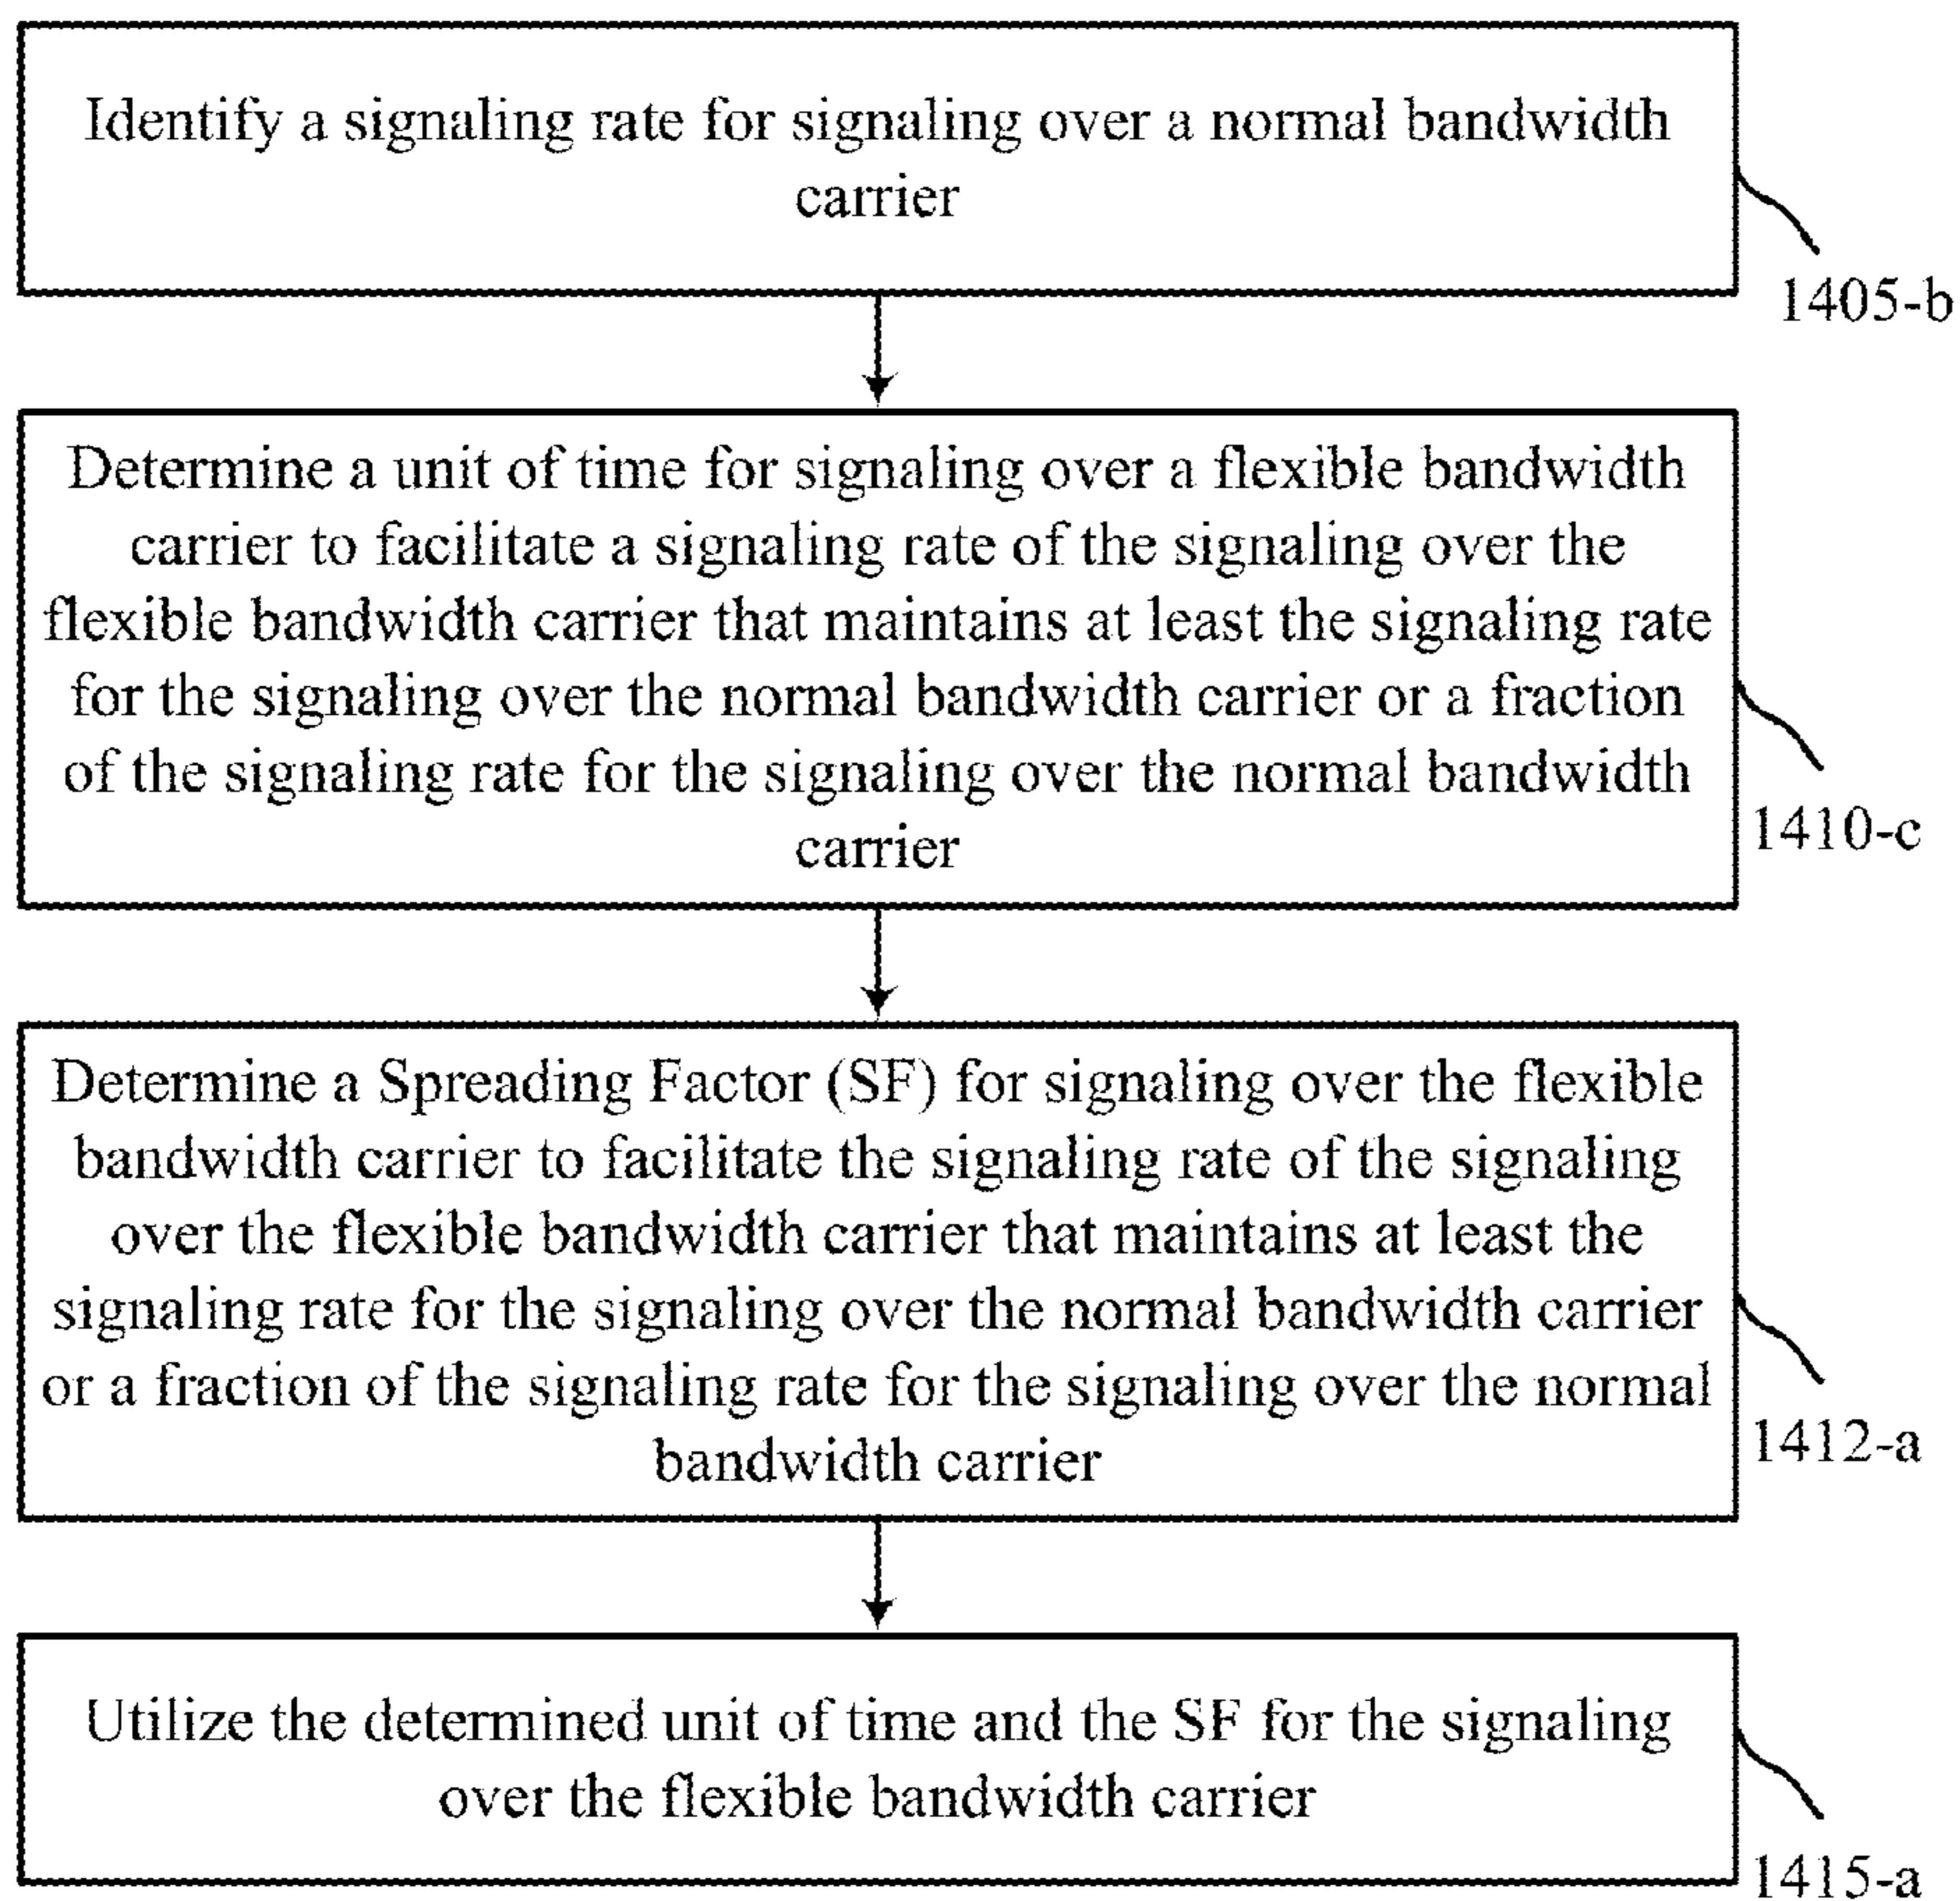 Identify a signaling rate for signaling over a normal bandwidth
carrier
1405-b
Determine a unit of time for signaling over a flexible bandwidth
carrier to facilitate a signaling rate of the signaling over the
flexible bandwidth carrier that maintains at least the signaling rate
for the signaling over the normal bandwidth carrier or a fraction
of the signaling rate for the signaling over the normal bandwidth
carrier
1410-c
Determine a Spreading Factor (SF) for signaling over the flexible
bandwidth carrier to facilitate the signaling rate of the signaling
over the flexible bandwidth carrier that maintains at least the
signaling rate for the signaling over the normal bandwidth carrier
or a fraction of the signaling rate for the signaling over the normal
bandwidth carrier
1412-a
Utilize the determined unit of time and the SF for the signaling
over the flexible bandwidth carrier
1415-a